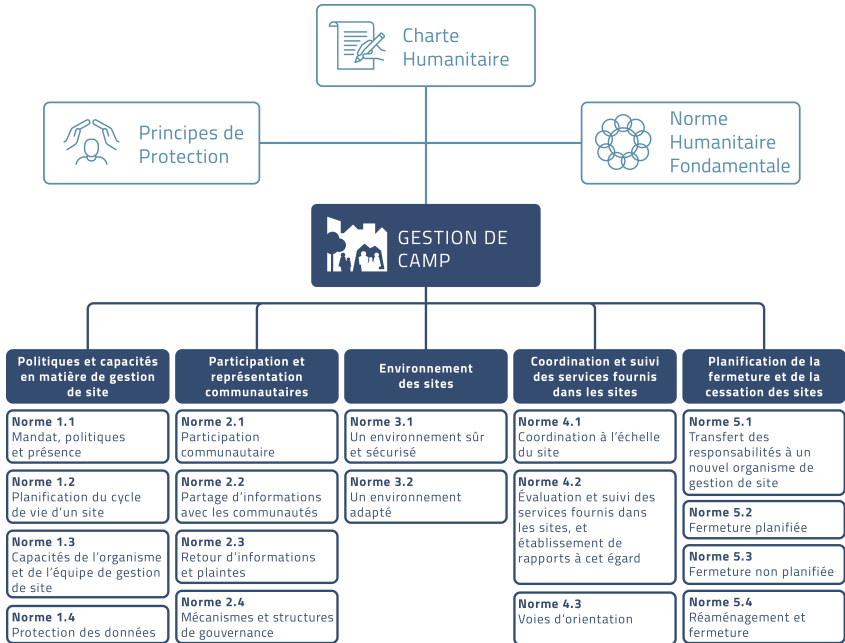 Charte
Humanitaire
Principes de
Protection
Norme
Humanitaire
Fondamentale
GESTION DE
CAMP
Politiques et capacités
en matière de gestion
de site
Norme 1.1
Mandat, politiques
et présence
Norme 1.2
Planification du cycle
de vie d'un site
Norme 1.3
Capacités de l'organisme
et de l'équipe de gestion
de site
Norme 1.4
Protection des données
Participation et
représentation
communautaires
Norme 2.1
Participation
communautaire
Norme 2.2
Partage d'informations
avec les communautés
Norme 2.3
Retour d'informations
et plaintes
Norme 2.4
Mécanismes et structures
de gouvernance
Environnement
des sites
Norme 3.1
Un environnement sûr
et sécurisé
Norme 3.2
Un environnement
adapté
Coordination et suivi
des services fournis
dans les sites
Norme 4.1
Coordination à l'échelle
du site
Norme 4.2
Évaluation et suivi des
services fournis dans
les sites, et
établissement de
rapports à cet égard
Norme 4.3
Voies d'orientation
Planification de la
fermeture et de la
cessation des sites
Norme 5.1
Transfert des
responsabilités à un
nouvel organisme de
gestion de site
Norme 5.2
Fermeture planifiée
Norme 5.3
Fermeture non planifiée
Norme 5.4
Réaménagement et
fermeture